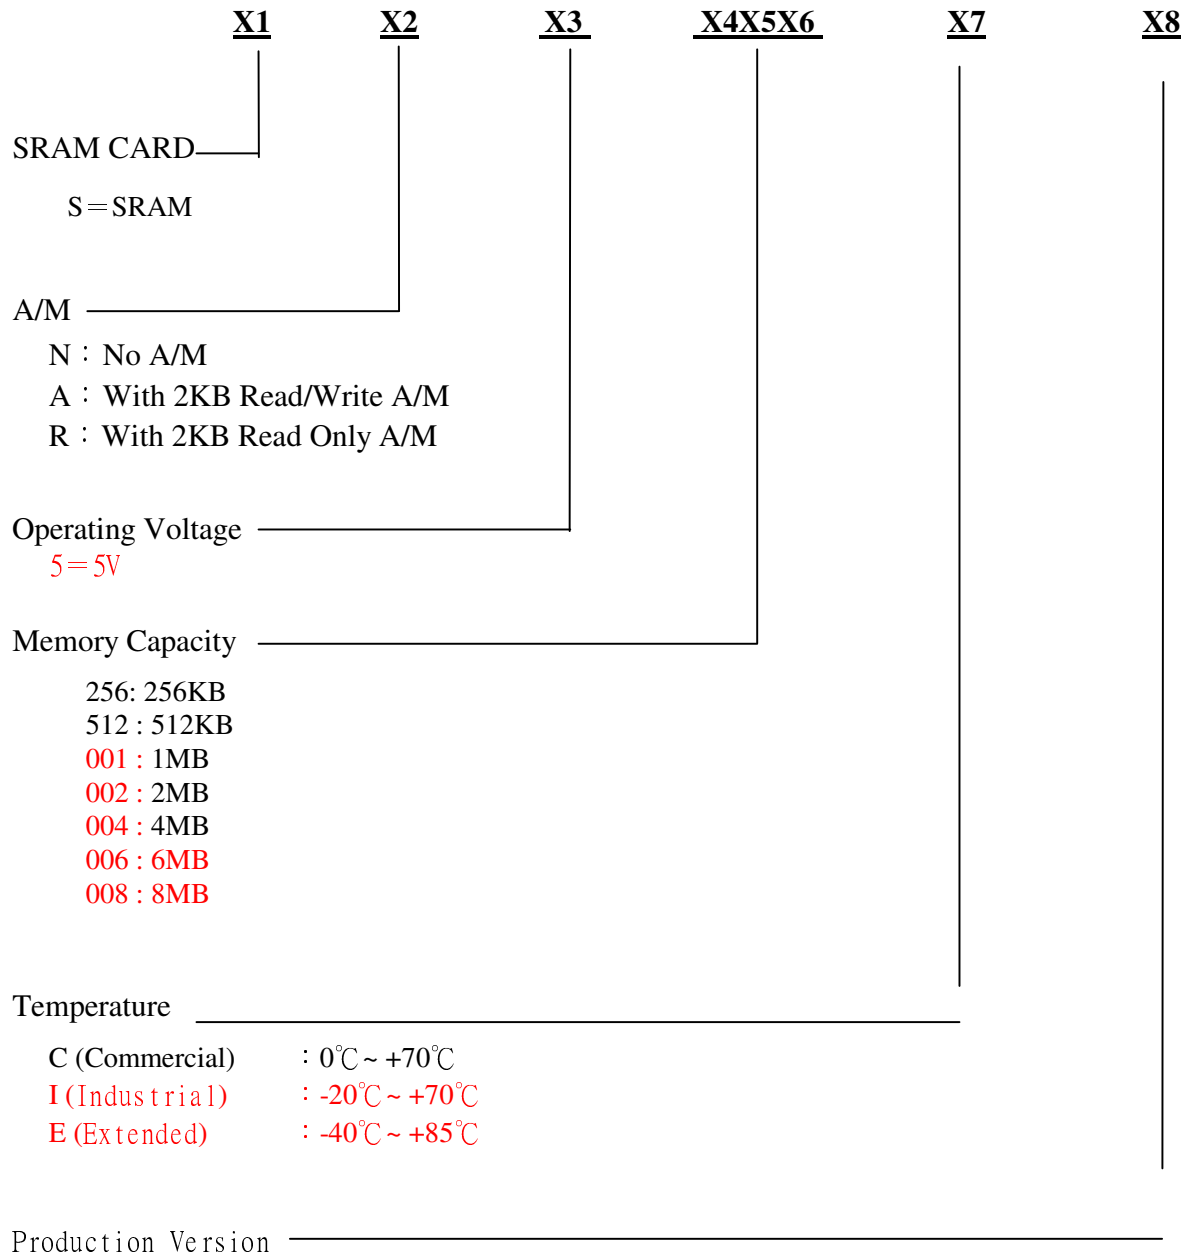 X1 X2 X3 X4X5X6 X7 X8
SRAM CARD
S=SRAM
A/M
N：No A/M
A：With 2KB Read/Write A/M
R：With 2KB Read Only A/M
Operating Voltage
5=5V
Memory Capacity
256: 256KB
512 : 512KB
001 : 1MB
002 : 2MB
004 : 4MB
006 : 6MB
008 : 8MB
Temperature
C (Commercial) ：0℃~ +70℃
I (Industrial) ：-20℃~ +70℃
E (Extended) ：-40℃~ +85℃
Production Version